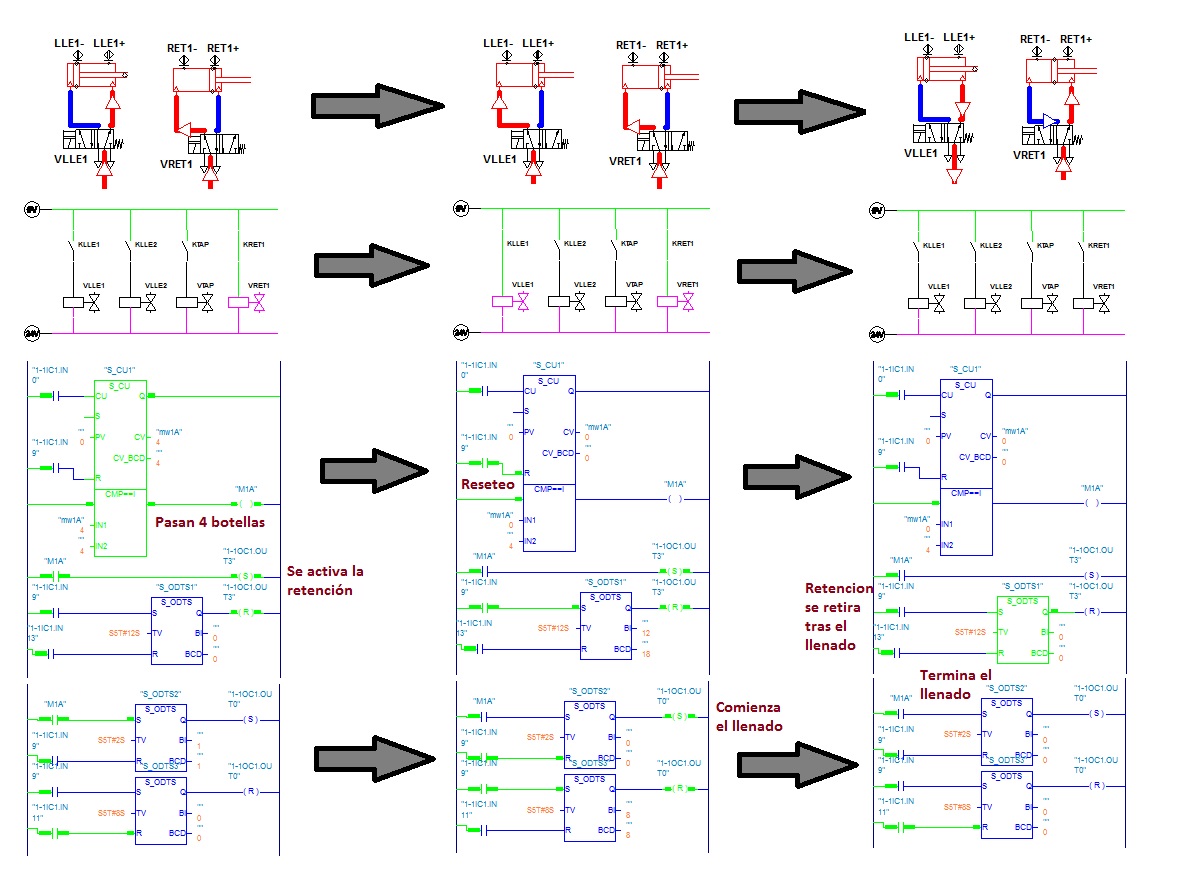 LLE1- LLE1+
RET1- RET1+
VLLE1
VRET1
LLE1- LLE1+
RET1- RET1+
VLLE1
VRET1
LLE1- LLE1+
RET1- RET1+
VLLE1
VRET1
KLLE1 KLLE2 KTAP KRET1
VLLE1 VLLE2 VTAP VRET1
24V
KLLE1 KLLE2 KTAP KRET1
VLLE1 VLLE2 VTAP VRET1
24V
KLLE1 KLLE2 KTAP KRET1
VLLE1 VLLE2 VTAP VRET1
24V
"1-1IC1.IN
0"
"S_CU1"
S_CU
CU Q
S
"" 
0 PV CV "mw1A"
4
CV_BCD ""
4
"1-1IC1.IN
9"
R
CMP==I
"M1A"
( )
"mw1A"
4 IN1
""
4 IN2
Pasan 4 botellas
"M1A"
"1-1OC1.OU
T3"
( S )
"1-1IC1.IN
9"
"S_ODTS1"
"1-1OC1.OU
T3"
S_ODTS
S Q ( R )
S5T#12S TV BI ""
0
"1-1IC1.IN
13"
R BCD ""
0
Se activa la
retención
"1-1IC1.IN
0"
"S_CU1"
S_CU
CU Q
S
""
0 PV CV "mw1A"
0
CV_BCD ""
0
"1-1IC1.IN
9"
R
Reseteo
CMP==I
"M1A"
( )
"mw1A"
0 IN1
""
4 IN2
"M1A"
"1-1OC1.OU
T3"
( S )
"1-1IC1.IN
9"
"S_ODTS1"
"1-1OC1.OU
T3"
S_ODTS
S Q ( R )
S5T#12S TV BI ""
12
"1-1IC1.IN
13"
R BCD ""
18
"1-1IC1.IN
0"
"S_CU1"
S_CU
CU Q
S
""
0 PV CV "mw1A"
0
CV_BCD ""
0
"1-1IC1.IN
9"
R
CMP==I
"M1A"
( )
"mw1A"
0 IN1
""
4 IN2
"M1A"
"1-1OC1.OU
T3"
( S )
"1-1IC1.IN
9"
"S_ODTS1"
"1-1OC1.OU
T3"
S_ODTS
S Q ( R )
S5T#12S TV BI ""
0
"1-1IC1.IN
13"
R BCD ""
0
Retencion
se retira
tras el
llenado
"M1A"
"S_ODTS2"
"1-1OC1.OU
T0"
S_ODTS
S Q ( S )
S5T#2S TV BI ""
1
"1-1IC1.IN
9"
R BCD ""
1
"1-1IC1.IN
9"
"S_ODTS3"
"1-1OC1.OU
T0"
S_ODTS
S Q ( R )
S5T#8S TV BI ""
0
"1-1IC1.IN
11"
R BCD ""
0
"M1A"
"S_ODTS2"
"1-1OC1.OU
T0"
S_ODTS
S Q ( S )
S5T#2S TV BI ""
0
"1-1IC1.IN
9"
R BCD ""
0
"1-1IC1.IN
9"
"S_ODTS3"
"1-1OC1.OU
T0"
S_ODTS
S Q ( R )
S5T#8S TV BI ""
8
"1-1IC1.IN
11"
R BCD ""
8
Comienza
el llenado
Termina el
llenado
"M1A"
"S_ODTS2"
"1-1OC1.OU
T0"
S_ODTS
S Q ( S )
S5T#2S TV BI ""
0
"1-1IC1.IN
9"
R BCD ""
0
"1-1IC1.IN
9"
"S_ODTS3"
"1-1OC1.OU
T0"
S_ODTS
S Q ( R )
S5T#8S TV BI ""
0
"1-1IC1.IN
11"
R BCD ""
0